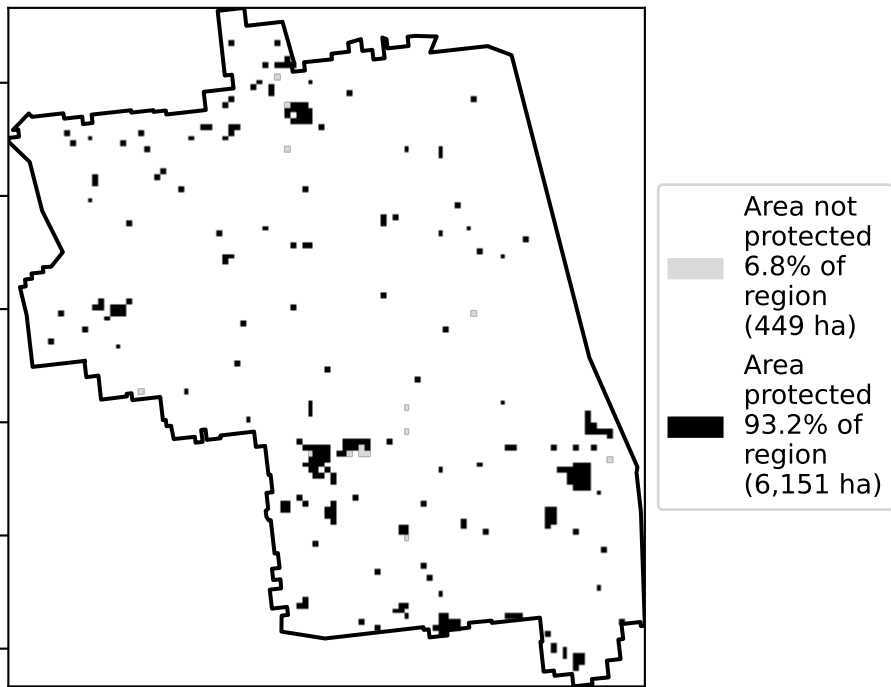 Area not
protected
6.8% of
region
(449 ha)
Area
protected
93.2% of
region
(6,151 ha)